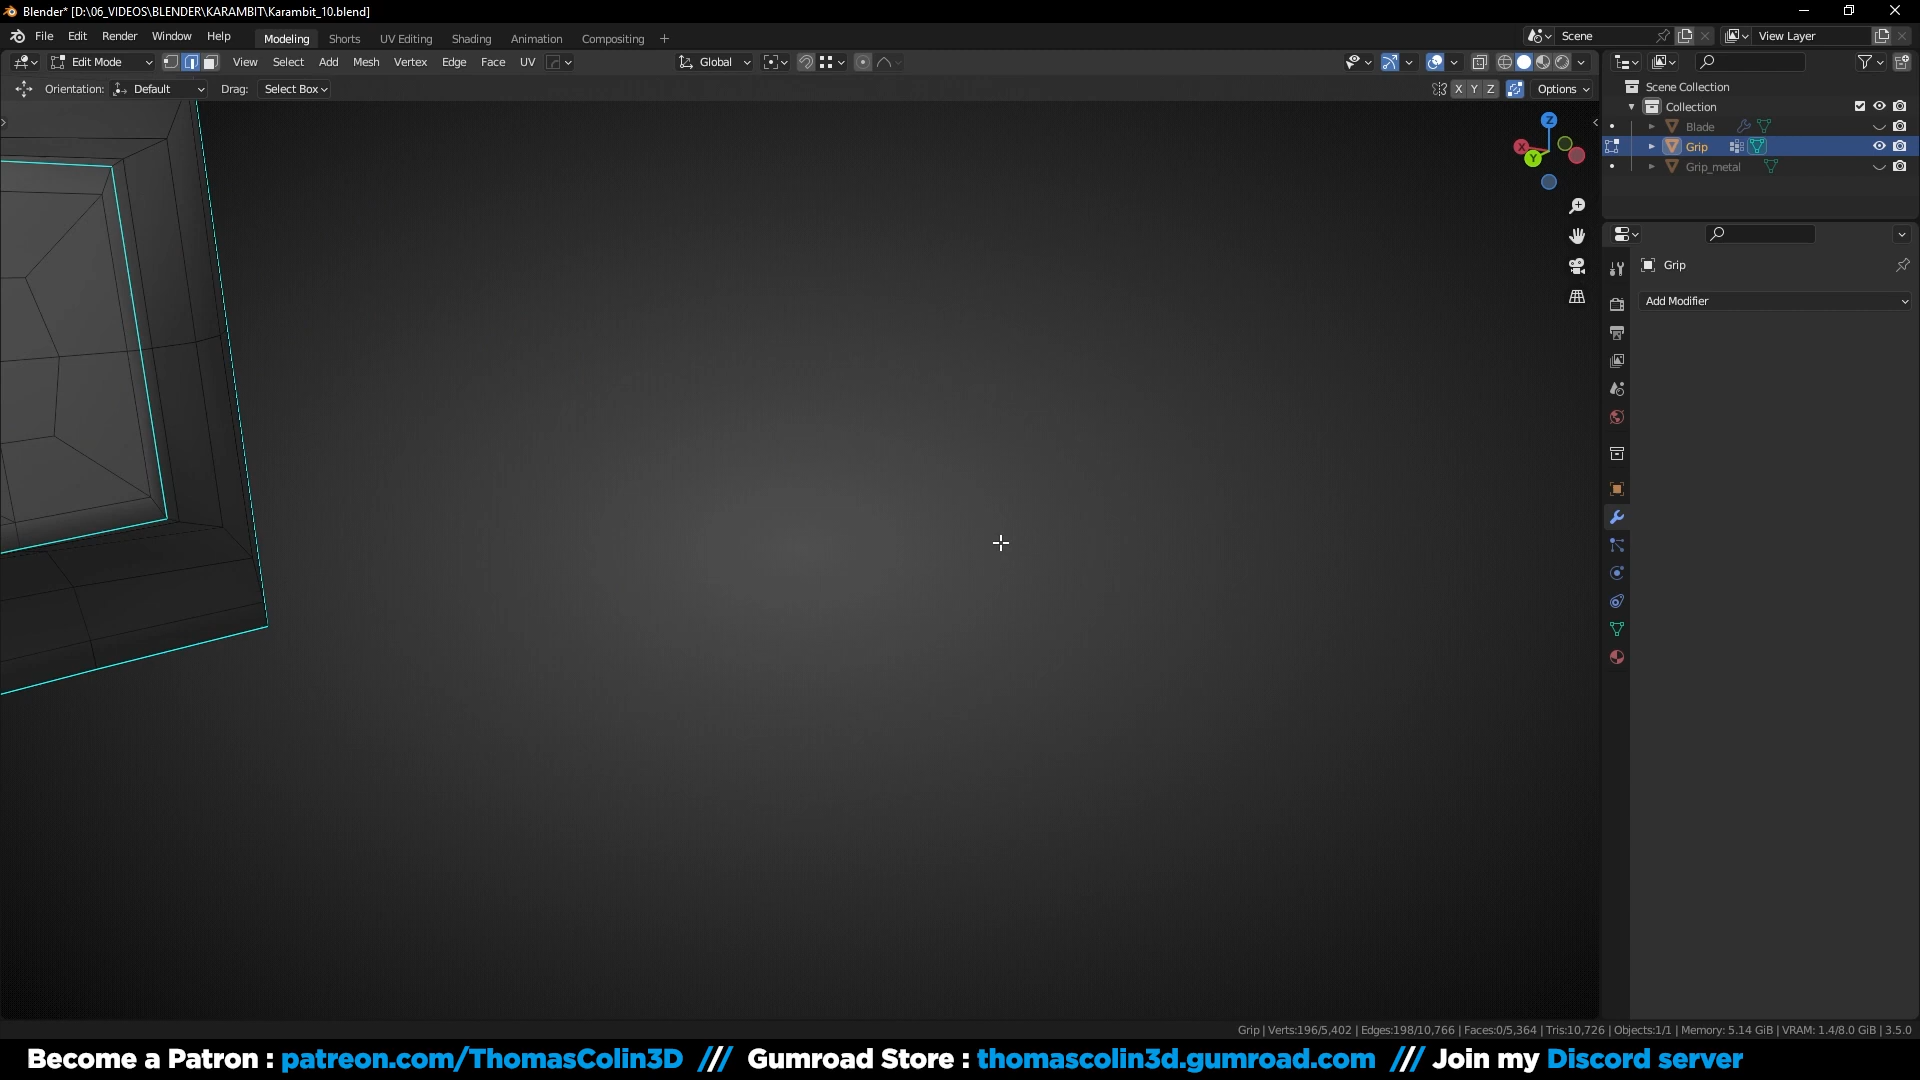 Blender* [D:\06_VIDEOS\BLENDER\KARAMBIT\Karambit_10.blend]
File Edit Render Window Help Modeling Shorts UV Editing Shading Animation Compositing + Scene View Layer
Edit Mode View Select Add Mesh Vertex Edge Face UV Global
Orientation: Default Drag: Select Box X Y Z Options
Scene Collection
Collection
Blade
Grip
Grip_metal
Z
X
Y
Grip
Add Modifier
Grip | Verts:196/5,402 | Edges:198/10,766 | Faces:0/5,364 | Tris:10,726 | Objects:1/1 | Memory: 5.14 GiB | VRAM: 1.4/8.0 GiB | 3.5.0
Become a Patron : patreon.com/ThomasColin3D /// Gumroad Store : thomascolin3d.gumroad.com /// Join my Discord server